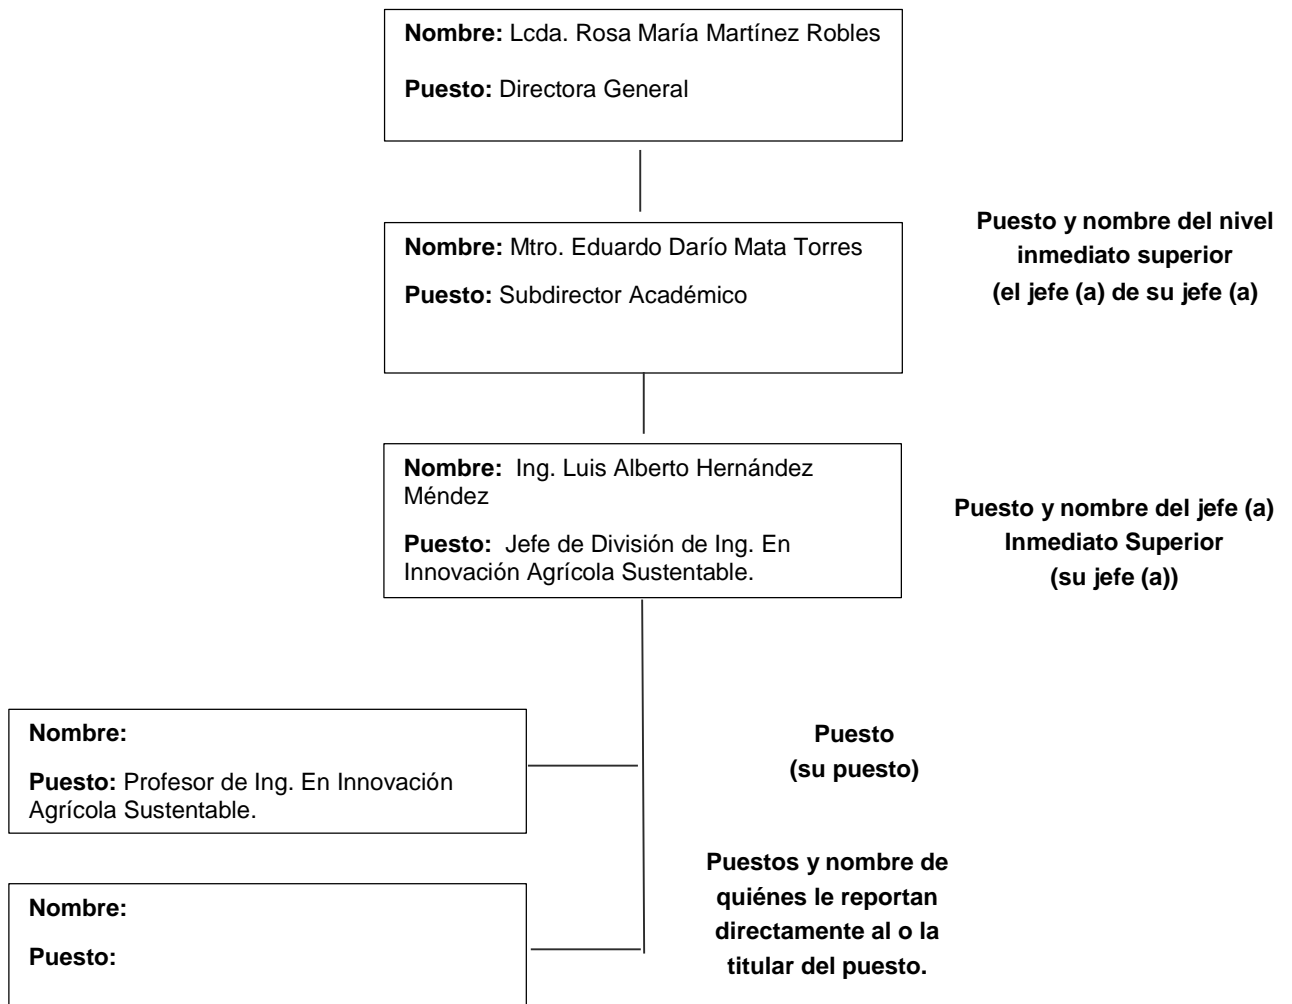 Nombre: Lcda. Rosa María Martínez Robles
Puesto: Directora General
Nombre: Mtro. Eduardo Darío Mata Torres
Puesto: Subdirector Académico
Puesto y nombre del nivel
inmediato superior
(el jefe (a) de su jefe (a)
Nombre: Ing. Luis Alberto Hernández
Méndez
Puesto: Jefe de División de Ing. En
Innovación Agrícola Sustentable.
Puesto y nombre del jefe (a)
Inmediato Superior
(su jefe (a))
Nombre:
Puesto: Profesor de Ing. En Innovación
Agrícola Sustentable.
Puesto
(su puesto)
Nombre:
Puesto:
Puestos y nombre de
quiénes le reportan
directamente al o la
titular del puesto.